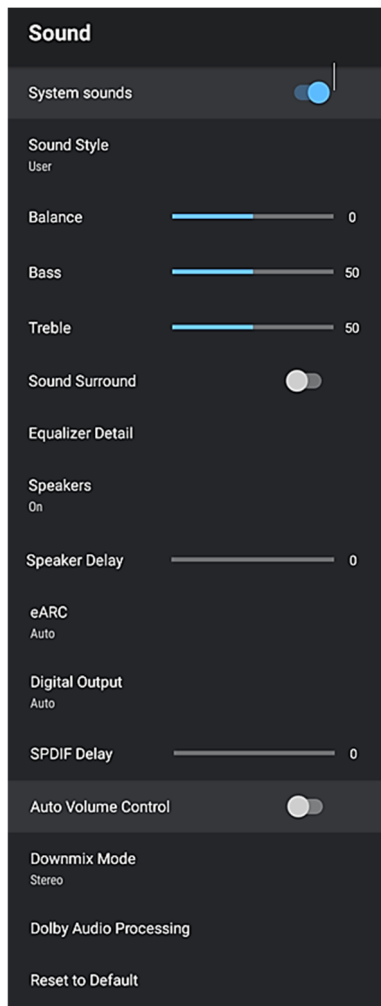 Sound
System sounds
Sound Style
User
Balance 0
Bass 50
Treble 50
Sound Surround
Equalizer Detail
Speakers
On
Speaker Delay 0
eARC
Auto
Digital Output
Auto
SPDIF Delay 0
Auto Volume Control
Downmix Mode
Stereo
Dolby Audio Processing
Reset to Default